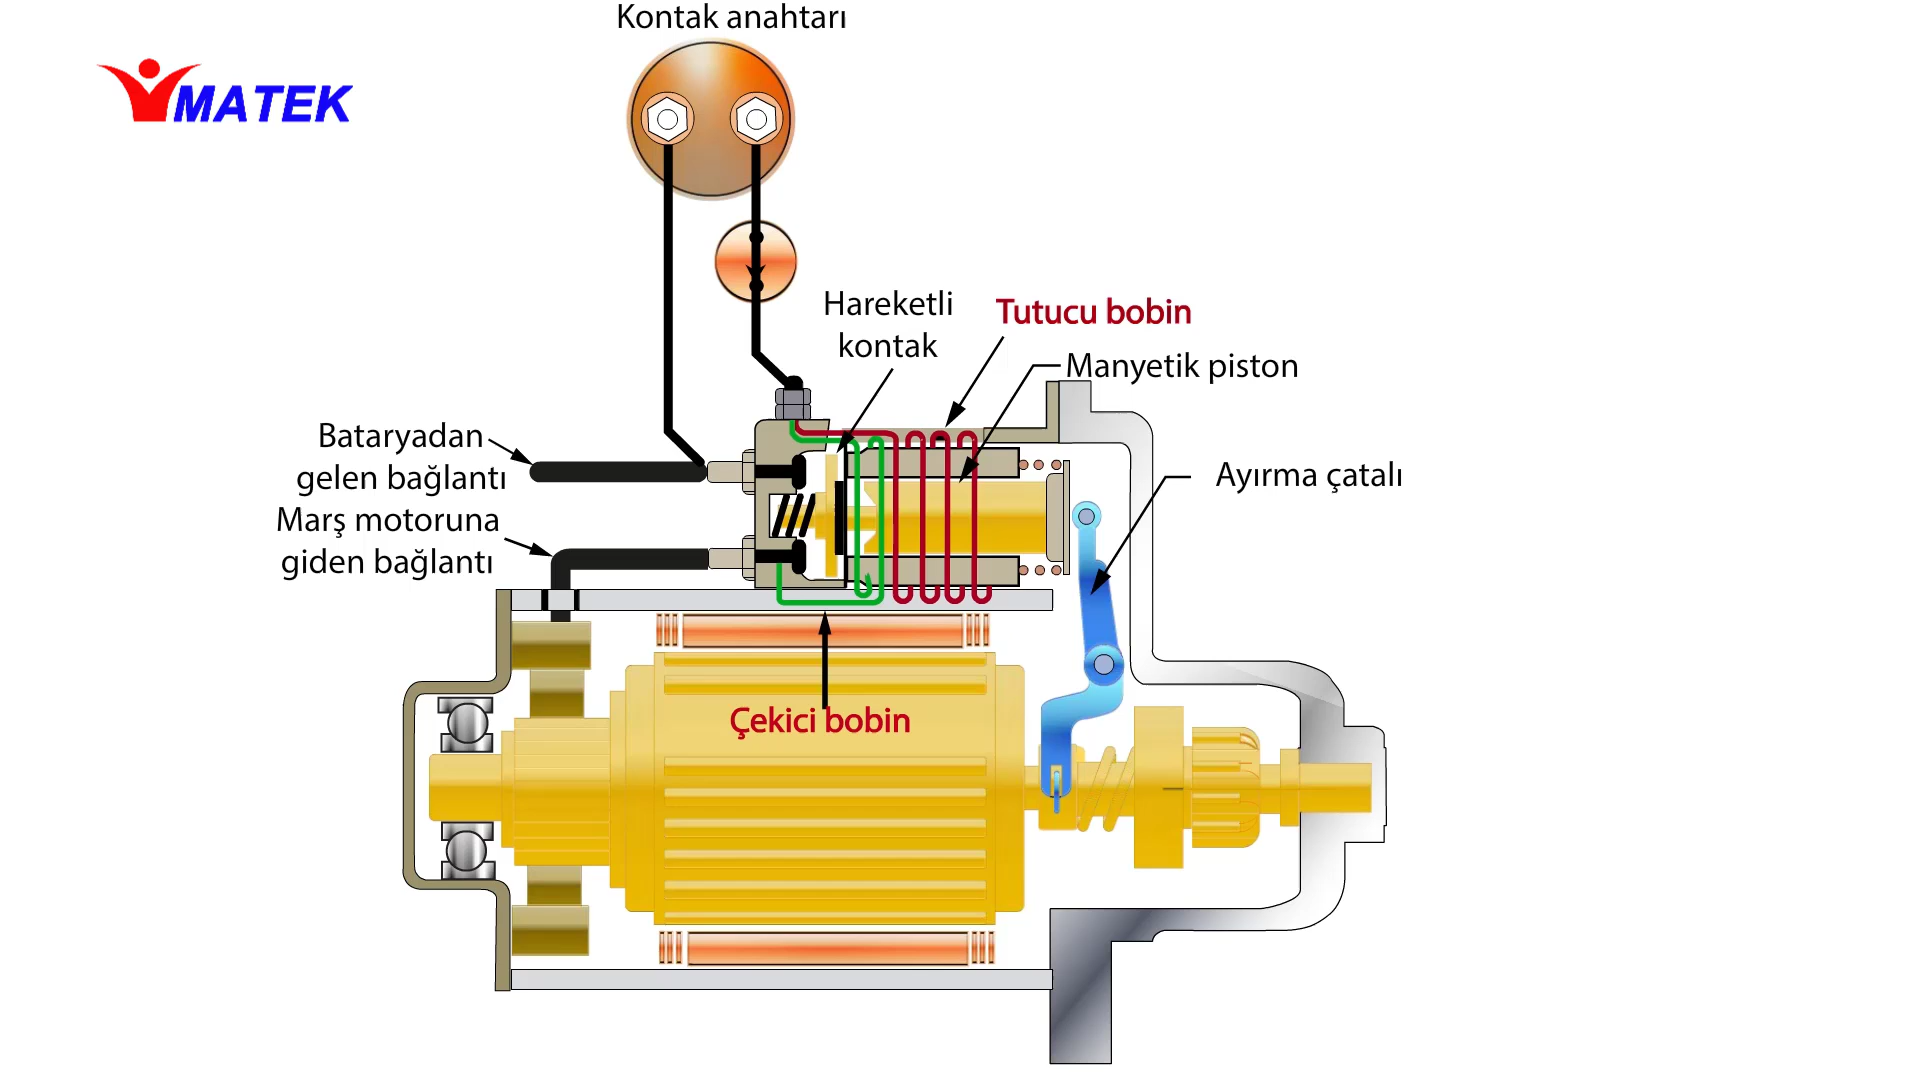 Kontak anahtarı
MATEK
Hareketli
kontak
Tutucu bobin
Manyetik piston
Bataryadan
gelen bağlantı
Marş motoruna
giden bağlantı
Ayırma çatalı
Çekici bobin